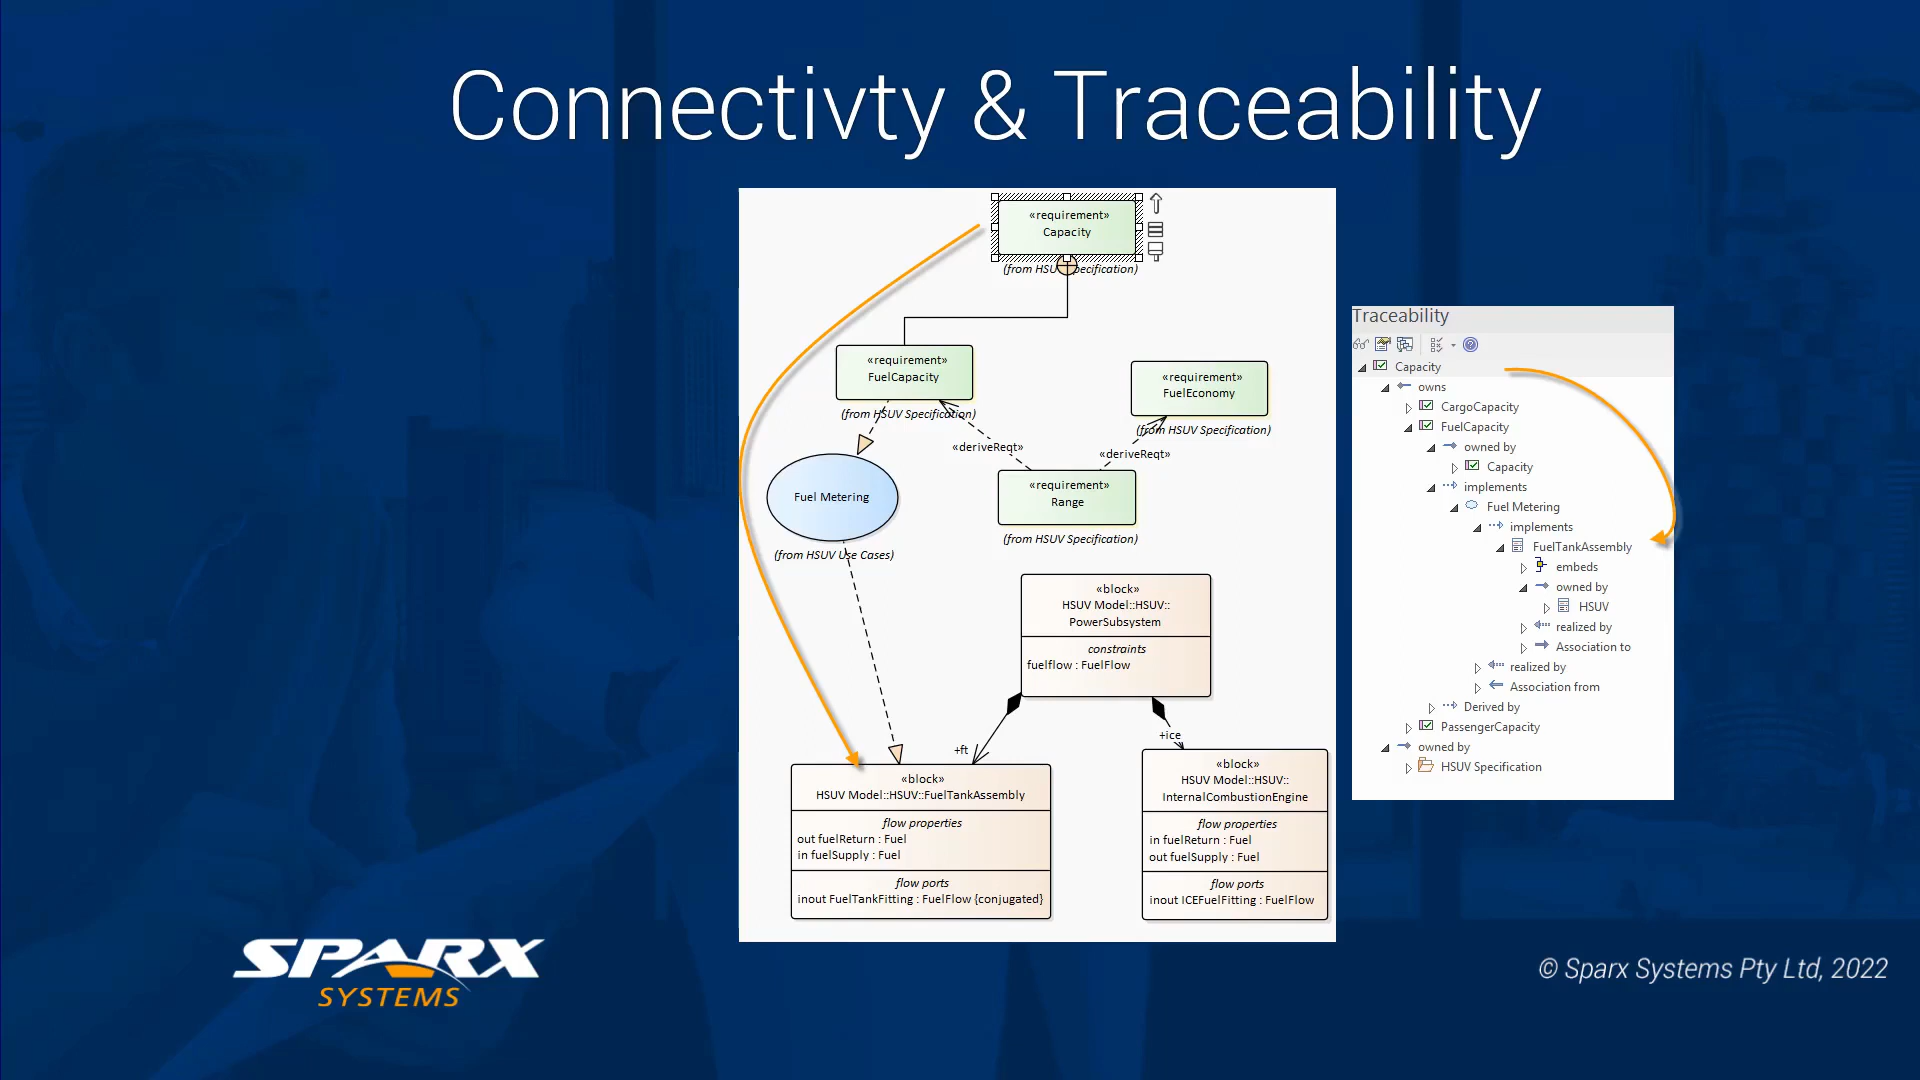 Connectivty & Traceability
«requirement»
Capacity
(from HSUV Specification)
«requirement»
FuelCapacity
(from HSUV Specification)
«requirement»
FuelEconomy
(from HSUV Specification)
«deriveReqt»
«deriveReqt»
Fuel Metering
(from HSUV Use Cases)
«requirement»
Range
(from HSUV Specification)
«block»
HSUV Model::HSUV::
PowerSubsystem
constraints
fuelflow : FuelFlow
+ft
+ice
«block»
HSUV Model::HSUV::FuelTankAssembly
flow properties
out fuelReturn : Fuel
in fuelSupply : Fuel
flow ports
inout FuelTankFitting : FuelFlow {conjugated}
«block»
HSUV Model::HSUV::
InternalCombustionEngine
flow properties
in fuelReturn : Fuel
out fuelSupply : Fuel
flow ports
inout ICEFuelFitting : FuelFlow
Traceability
Capacity
owns
CargoCapacity
FuelCapacity
owned by
Capacity
implements
Fuel Metering
implements
FuelTankAssembly
embeds
owned by
HSUV
realized by
Association to
realized by
Association from
Derived by
PassengerCapacity
owned by
HSUV Specification
SPARX
SYSTEMS
© Sparx Systems Pty Ltd, 2022